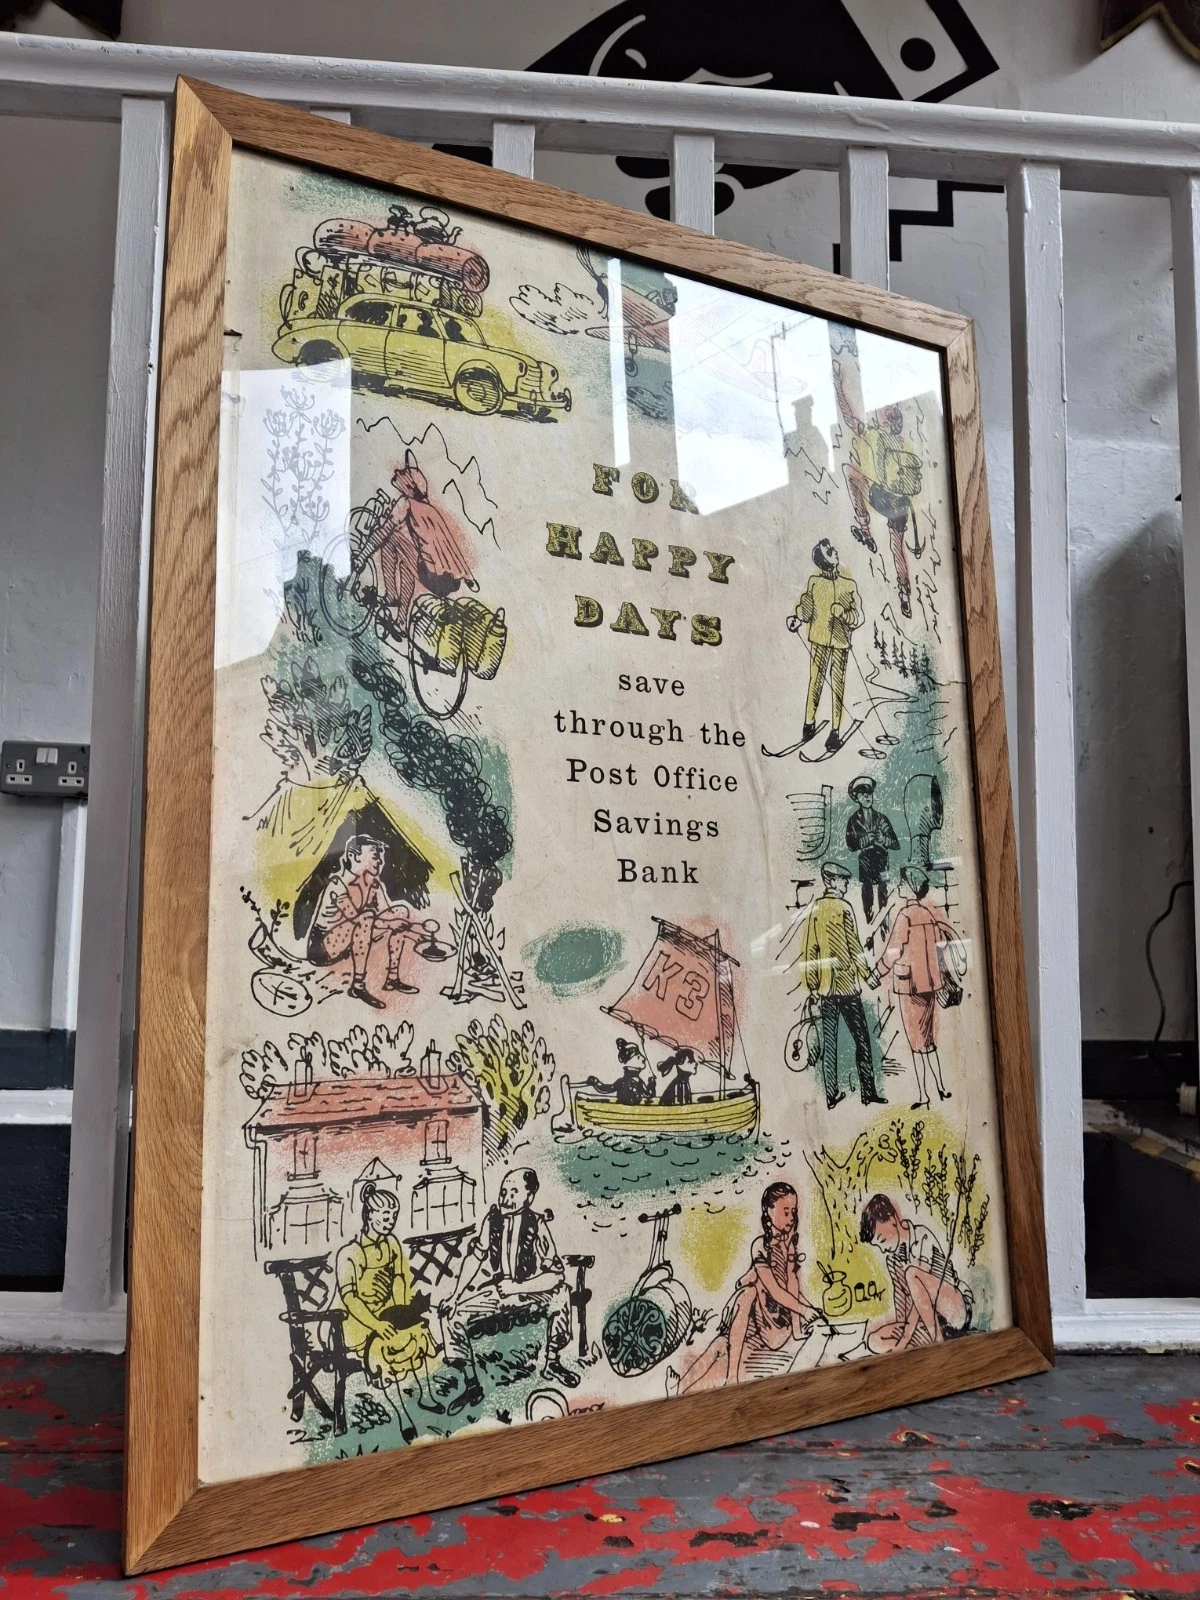 FOR
HAPPY
DAYS
save
through the
Post Office
Savings
Bank
K3